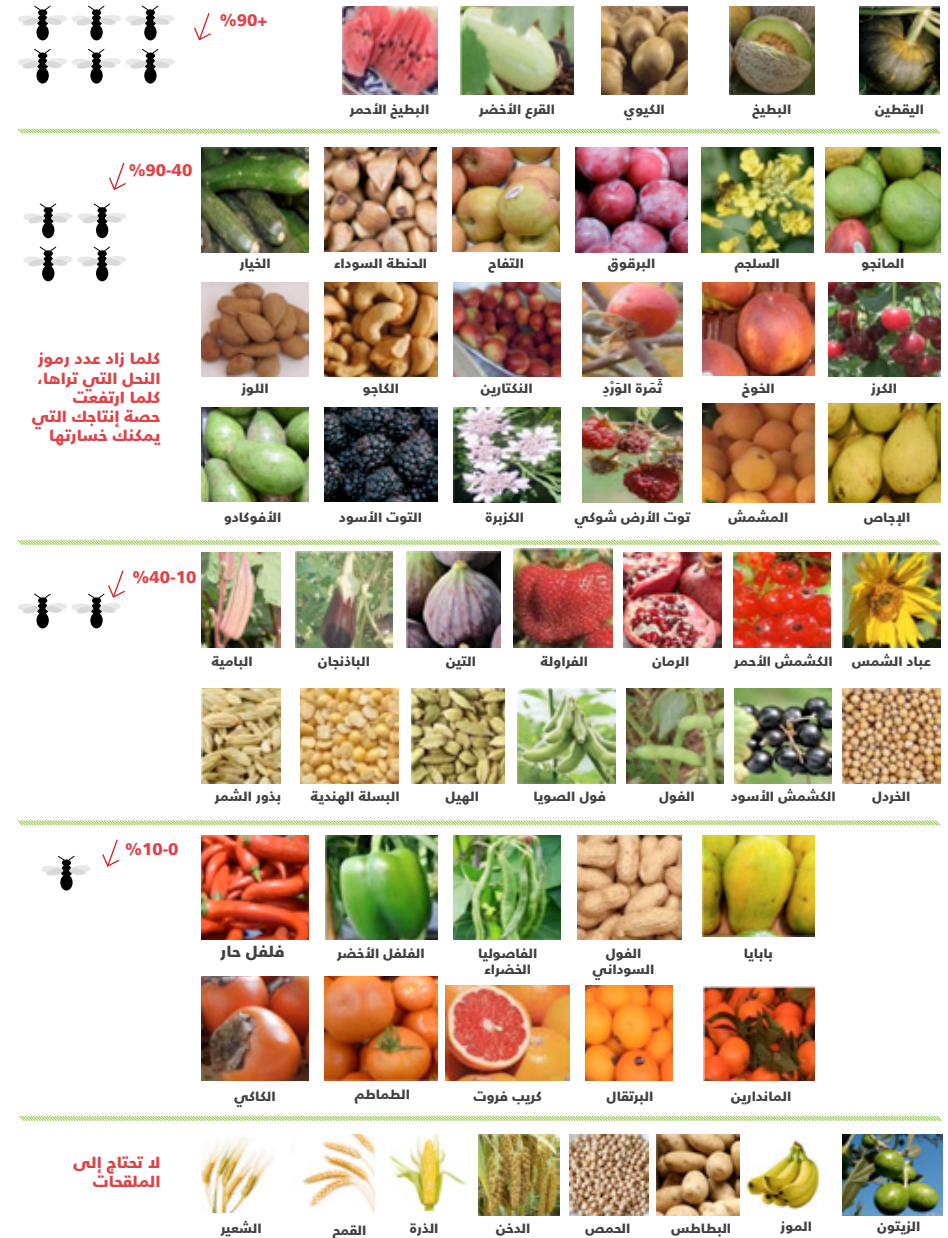 %90+
اليقطين
البطيخ
الكيوي
القرع الأخضر
البطيخ الأحمر
%90-40
المانجو
السلجم
البرقوق
التفاح
الحنطة السوداء
الخيار
كلما زاد عدد رموز
النحل التي تراها،
كلما ارتفعت
حصة إنتاجك التي
يمكنك خسارتها
الكرز
الخوخ
ثَمَرة الوَرْدِ
النكتارين
الكاجو
اللوز
الإجاص
المشمش
توت الأرض شوكي
الكزبرة
التوت الأسود
الأفوكادو
%40-10
عباد الشمس
الكشمش الأحمر
الرمان
الفراولة
التين
الباذنجان
البامية
الخردل
الكشمش الأسود
الفول
فول الصويا
الهيل
البسلة الهندية
بذور الشمر
%10-0
بابايا
الفول
السوداني
الفاصوليا
الخضراء
الفلفل الأخضر
فلفل حار
الماندارين
البرتقال
كريب فروت
الطماطم
الكاكي
لا تحتاج إلى
الملقحات
الزيتون
الموز
البطاطس
الحمص
الدخن
الذرة
القمح
الشعير